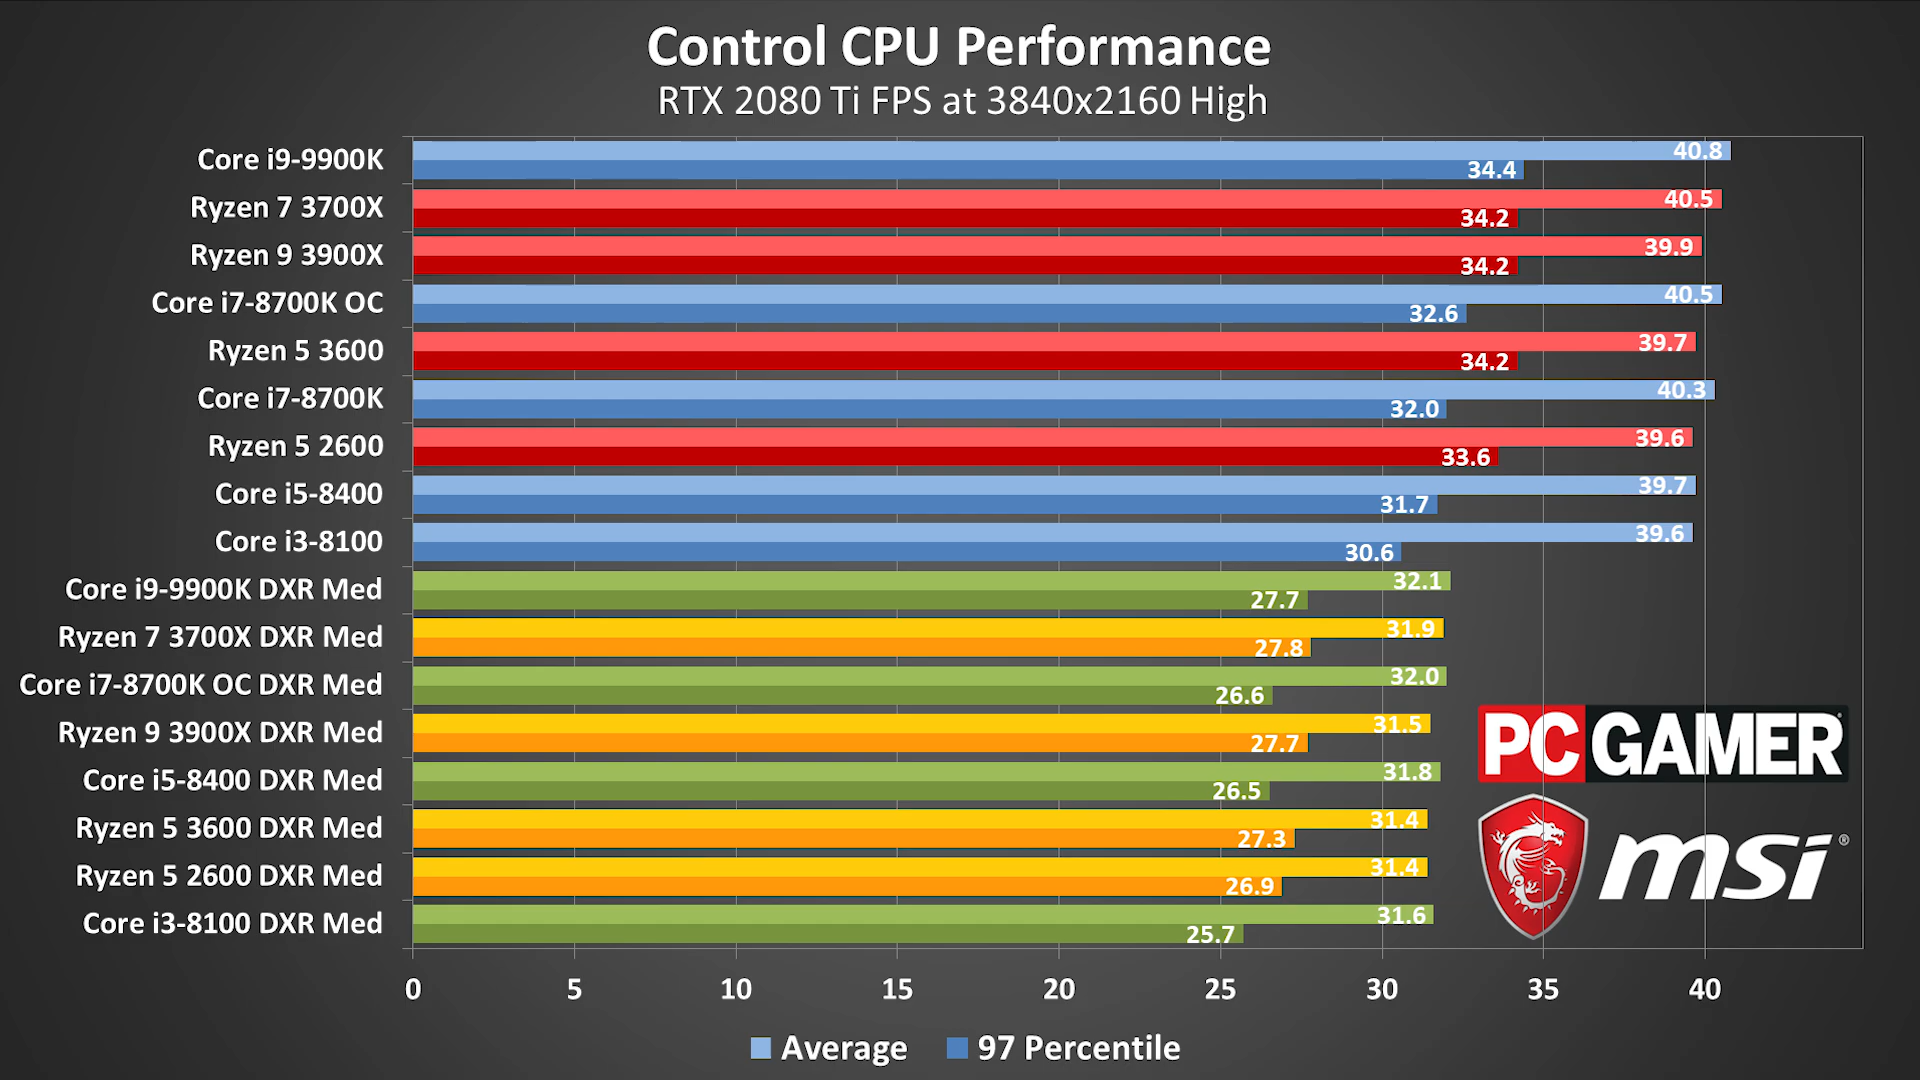 Control CPU Performance
RTX 2080 Ti FPS at 3840x2160 High
Core i9-9900K 40.8
34.4
Ryzen 7 3700X 40.5
34.2
Ryzen 9 3900X 39.9
34.2
Core i7-8700K OC 40.5
32.6
Ryzen 5 3600 39.7
34.2
Core i7-8700K 40.3
32.0
Ryzen 5 2600 39.6
33.6
Core i5-8400 39.7
31.7
Core i3-8100 39.6
30.6
Core i9-9900K DXR Med 32.1
27.7
Ryzen 7 3700X DXR Med 31.9
27.8
Core i7-8700K OC DXR Med 32.0
26.6
Ryzen 9 3900X DXR Med 31.5
27.7
Core i5-8400 DXR Med 31.8
26.5
Ryzen 5 3600 DXR Med 31.4
27.3
Ryzen 5 2600 DXR Med 31.4
26.9
Core i3-8100 DXR Med 31.6
25.7
PC GAMER
msi®
0 5 10 15 20 25 30 35 40
Average 97 Percentile